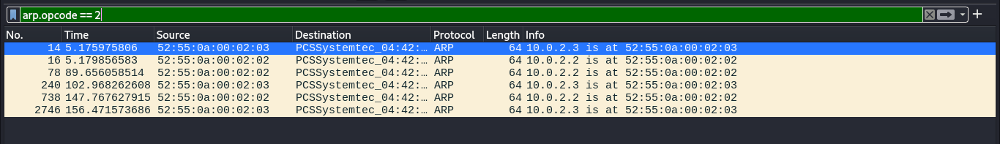 arp.opcode == 2
No. Time Source Destination Protocol Length Info
14 5.175975806 52:55:0a:00:02:03 PCSSystemtec_04:42:… ARP 64 10.0.2.3 is at 52:55:0a:00:02:03
16 5.179856583 52:55:0a:00:02:02 PCSSystemtec_04:42:… ARP 64 10.0.2.2 is at 52:55:0a:00:02:02
78 89.656058514 52:55:0a:00:02:02 PCSSystemtec_04:42:… ARP 64 10.0.2.2 is at 52:55:0a:00:02:02
240 102.968262608 52:55:0a:00:02:03 PCSSystemtec_04:42:… ARP 64 10.0.2.3 is at 52:55:0a:00:02:03
738 147.767627915 52:55:0a:00:02:02 PCSSystemtec_04:42:… ARP 64 10.0.2.2 is at 52:55:0a:00:02:02
2746 156.471573686 52:55:0a:00:02:03 PCSSystemtec_04:42:… ARP 64 10.0.2.3 is at 52:55:0a:00:02:03